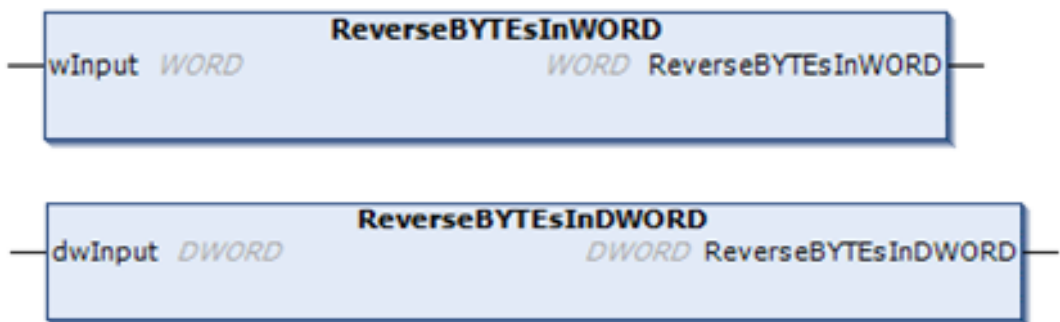 ReverseBYTEsInWORD
wInput WORD WORD ReverseBYTEsInWORD
ReverseBYTEsInDWORD
dwInput DWORD DWORD ReverseBYTEsInDWORD